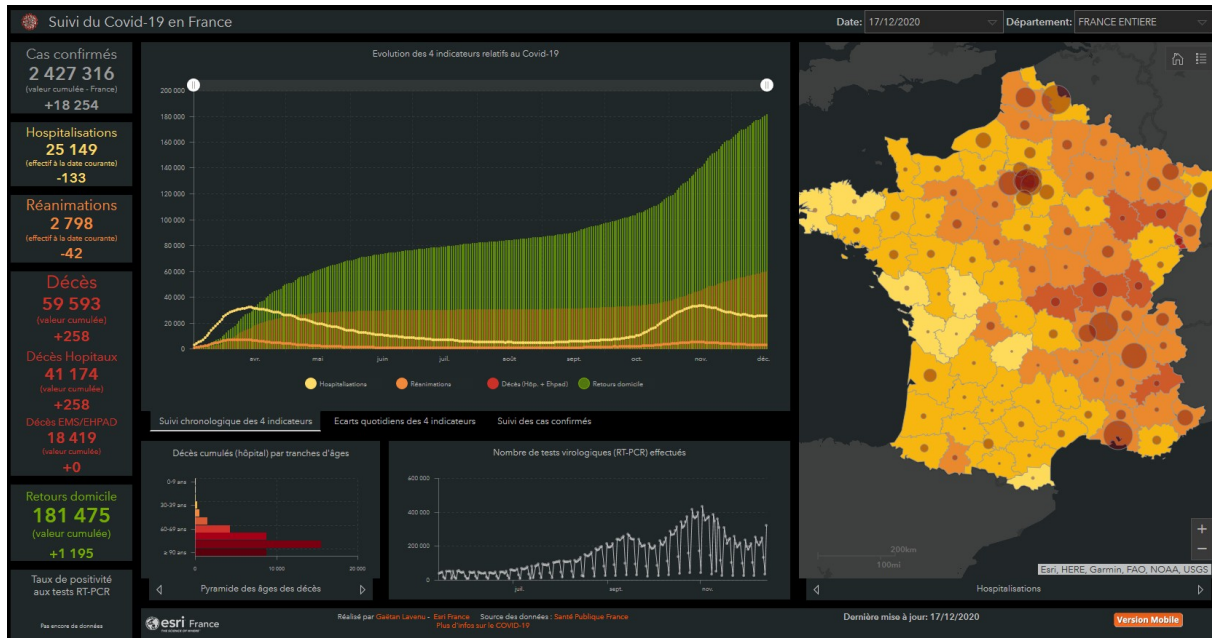 Suivi du Covid-19 en France
Date: 17/12/2020
Département: FRANCE ENTIERE
Cas confirmés
2 427 316
(valeur cumulée - France)
+18 254
Hospitalisations
25 149
(effectif à la date courante)
-133
Réanimations
2 798
(effectif à la date courante)
-42
Décès
59 593
(valeur cumulée)
+258
Décès Hopitaux
41 174
(valeur cumulée)
+258
Décès EMS/EHPAD
18 419
(valeur cumulée)
+0
Retours domicile
181 475
(valeur cumulée)
+1 195
Taux de positivité
aux tests RT-PCR
Pas encore de données
Evolution des 4 indicateurs relatifs au Covid-19
200 000
180 000
160 000
140 000
120 000
100 000
80 000
60 000
40 000
20 000
0
avr. mai juin juil. août sept. oct. nov. déc.
Hospitalisations Réanimations Décès (Hôp. + Ehpad) Retours domicile
Suivi chronologique des 4 indicateurs Ecarts quotidiens des 4 indicateurs Suivi des cas confirmés
Décès cumulés (hôpital) par tranches d'âges
0-9 ans
30-39 ans
60-69 ans
≥ 90 ans
0 10 000 20 000
Pyramide des âges des décès
Nombre de tests virologiques (RT-PCR) effectués
600 000
400 000
200 000
0
juil. sept. nov.
200km
100mi
Esri, HERE, Garmin, FAO, NOAA, USGS
Hospitalisations
esri France
THE SCIENCE OF WHERE
Réalisé par Gaëtan Lavenu - Esri France Source des données : Santé Publique France
Plus d'infos sur le COVID-19
Dernière mise à jour: 17/12/2020
Version Mobile